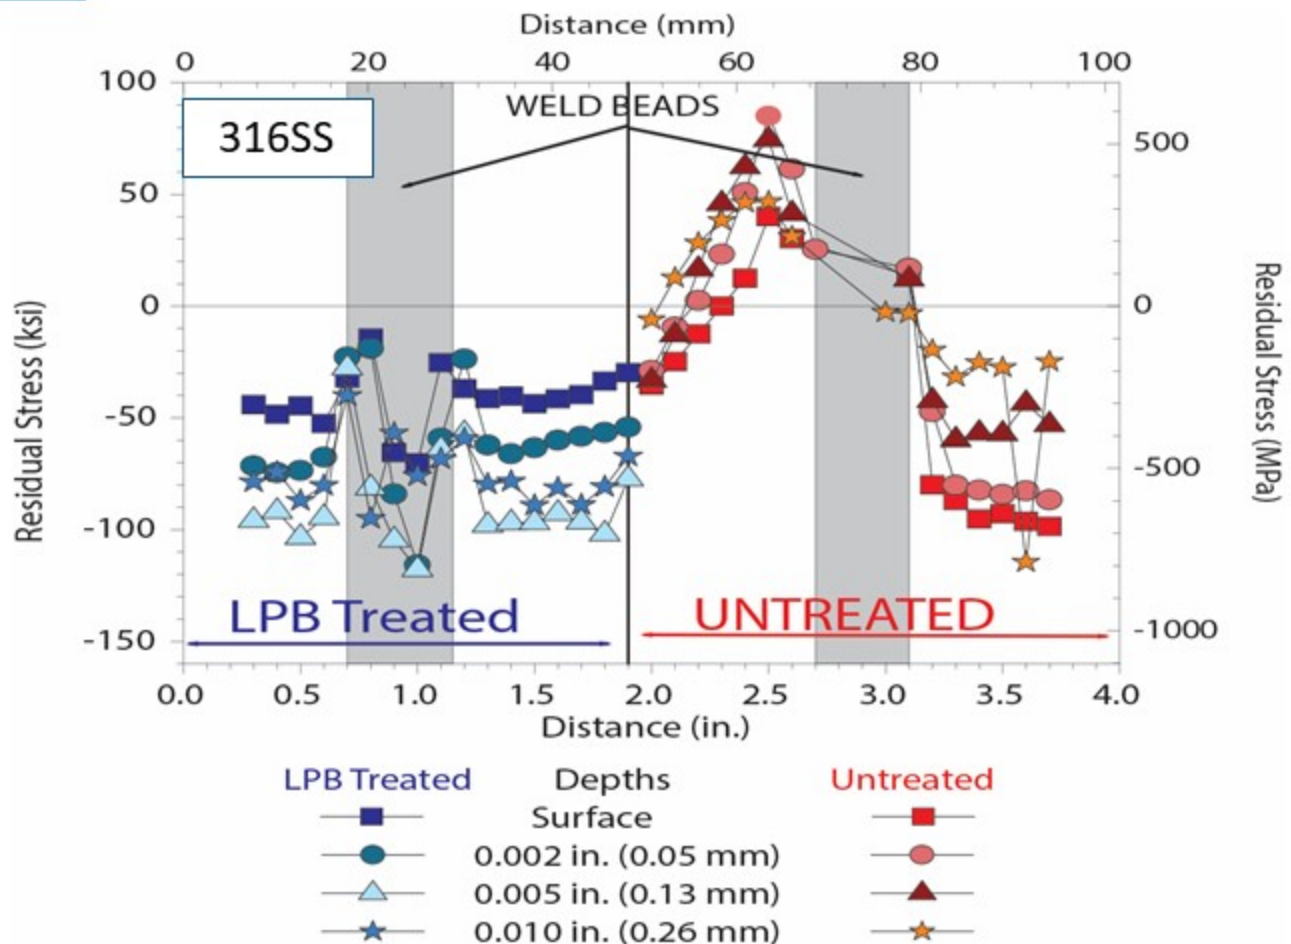 Distance (mm)
0 20 40 60 80 100
100
50
0
-50
-100
-150
Residual Stress (ksi)
316SS
WELD BEADS
500
0
-500
-1000
Residual Stress (MPa)
LPB Treated
UNTREATED
0.0 0.5 1.0 1.5 2.0 2.5 3.0 3.5 4.0
Distance (in.)
LPB Treated Depths Untreated
Surface
0.002 in. (0.05 mm)
0.005 in. (0.13 mm)
0.010 in. (0.26 mm)